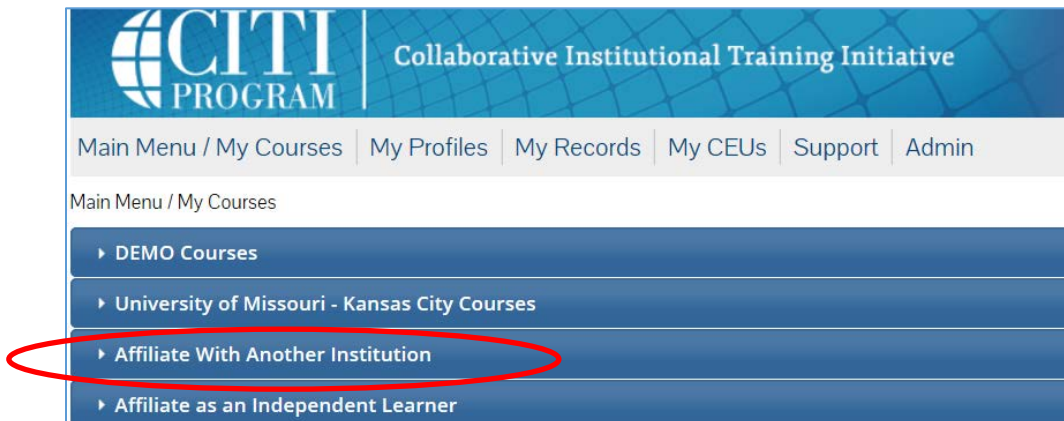 CITI
PROGRAM
Collaborative Institutional Training Initiative
Main Menu / My Courses My Profiles My Records My CEUs Support Admin
Main Menu / My Courses
DEMO Courses
University of Missouri - Kansas City Courses
Affiliate With Another Institution
Affiliate as an Independent Learner